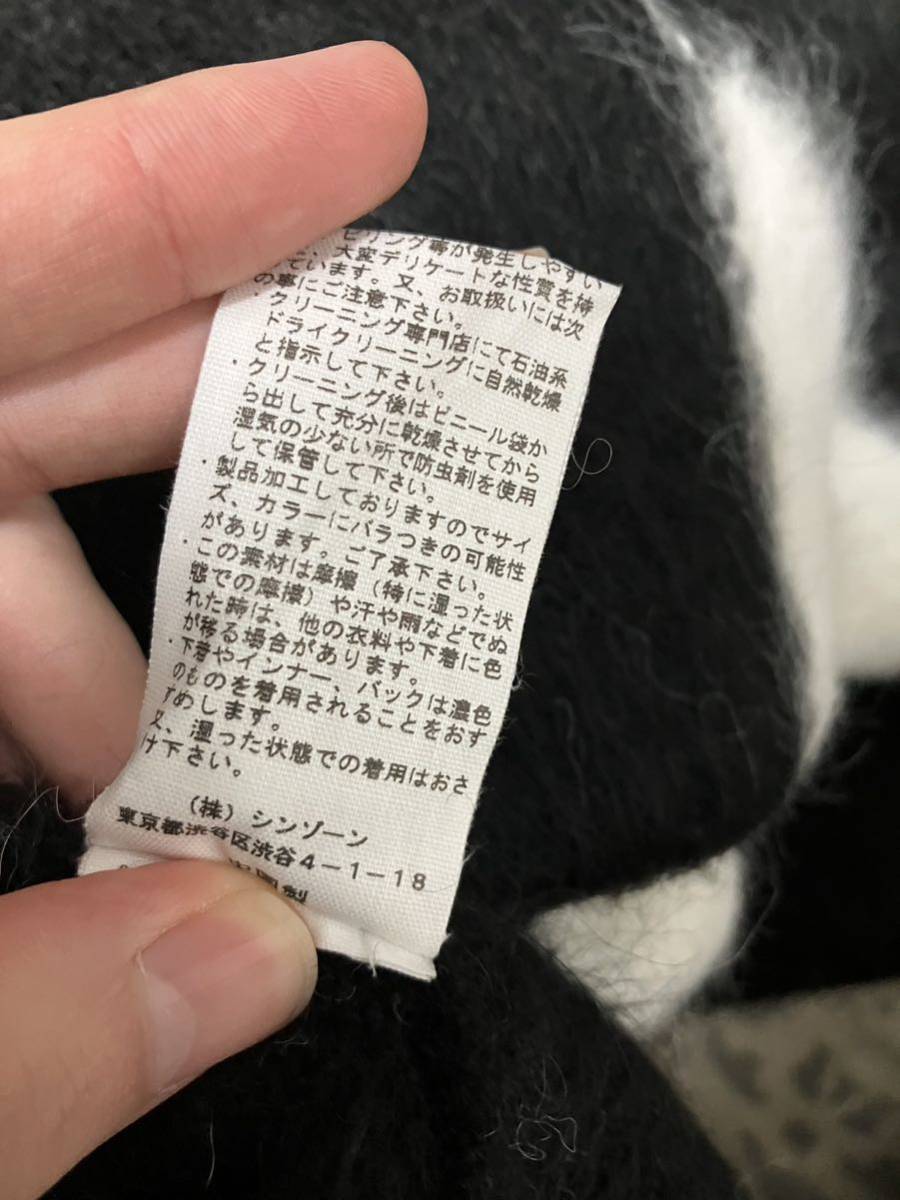 ピリング等が発生しやすい
、大変デリケートな性質を持
ています。又、お取扱いには次
の事にご注意下さい。
・クリーニング専門店にて石油系
ドライクリーニングに自然乾燥
と指示して下さい。
・クリーニング後はビニール袋か
ら出して充分に乾燥させてから
湿気の少ない所で防虫剤を使用
して保管して下さい。
・製品加工しておりますのでサイ
ズ、カラーにバラつきの可能性
があります。ご了承下さい。
・この素材は摩擦（特に湿った状
態での摩擦）や汗や雨などでぬ
れた時は、他の衣料や下着に色
が移る場合があります。
・下着やインナー、バックは濃色
のものを着用されることをおす
すめします。
又、湿った状態での着用はおさ
け下さい。
（株）シンゾーン
東京都渋谷区渋谷4－1－18
国製